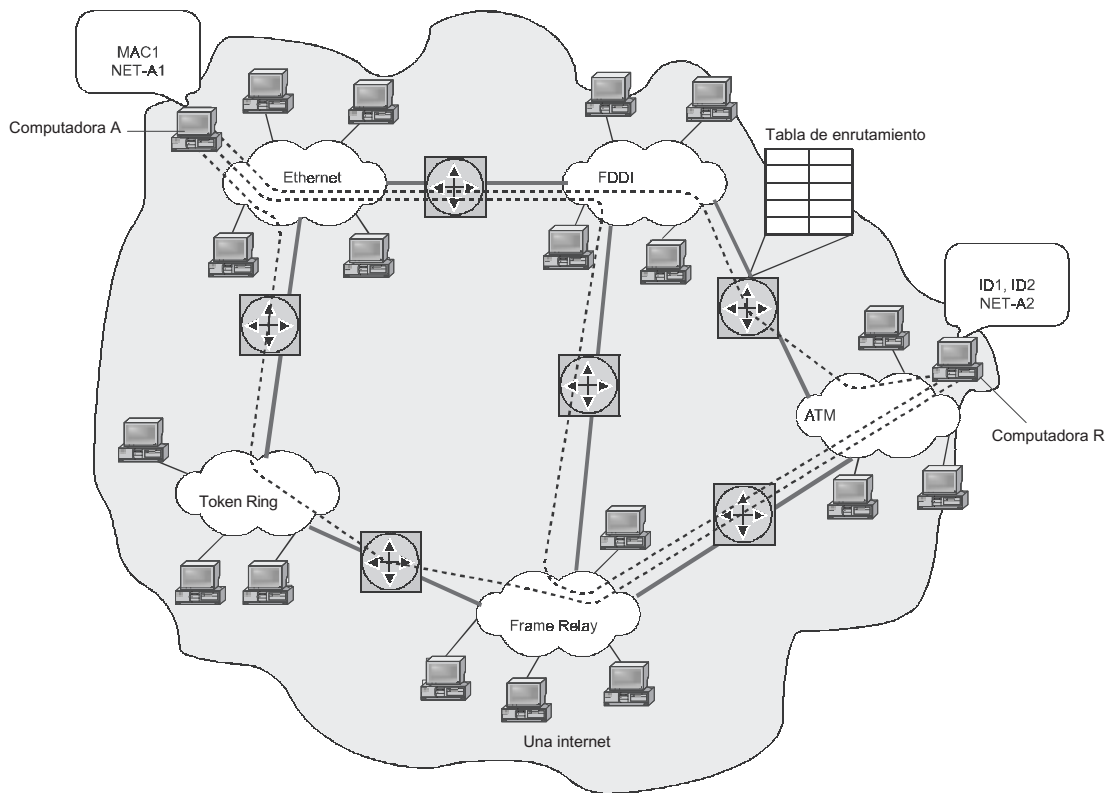 MAC1
NET-A1
Computadora A
Ethernet
FDDI
Tabla de enrutamiento
ID1, ID2
NET-A2
ATM
Computadora R
Token Ring
Frame Relay
Una internet